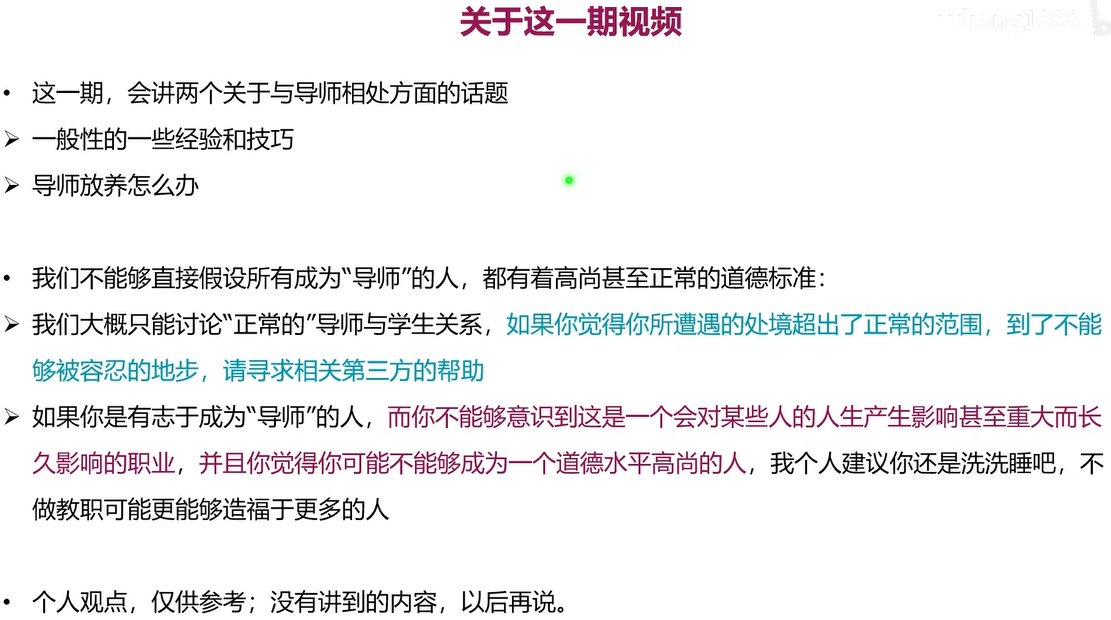 关于这一期视频
• 这一期，会讲两个关于与导师相处方面的话题
➢ 一般性的一些经验和技巧
➢ 导师放养怎么办
• 我们不能够直接假设所有成为“导师”的人，都有着高尚甚至正常的道德标准：
➢ 我们大概只能讨论“正常的”导师与学生关系，如果你觉得你所遭遇的处境超出了正常的范围，到了不能
够被容忍的地步，请寻求相关第三方的帮助
➢ 如果你是有志于成为“导师”的人，而你不能够意识到这是一个会对某些人的人生产生影响甚至重大而长
久影响的职业，并且你觉得你可能不能够成为一个道德水平高尚的人，我个人建议你还是洗洗睡吧，不
做教职可能更能够造福于更多的人
• 个人观点，仅供参考；没有讲到的内容，以后再说。